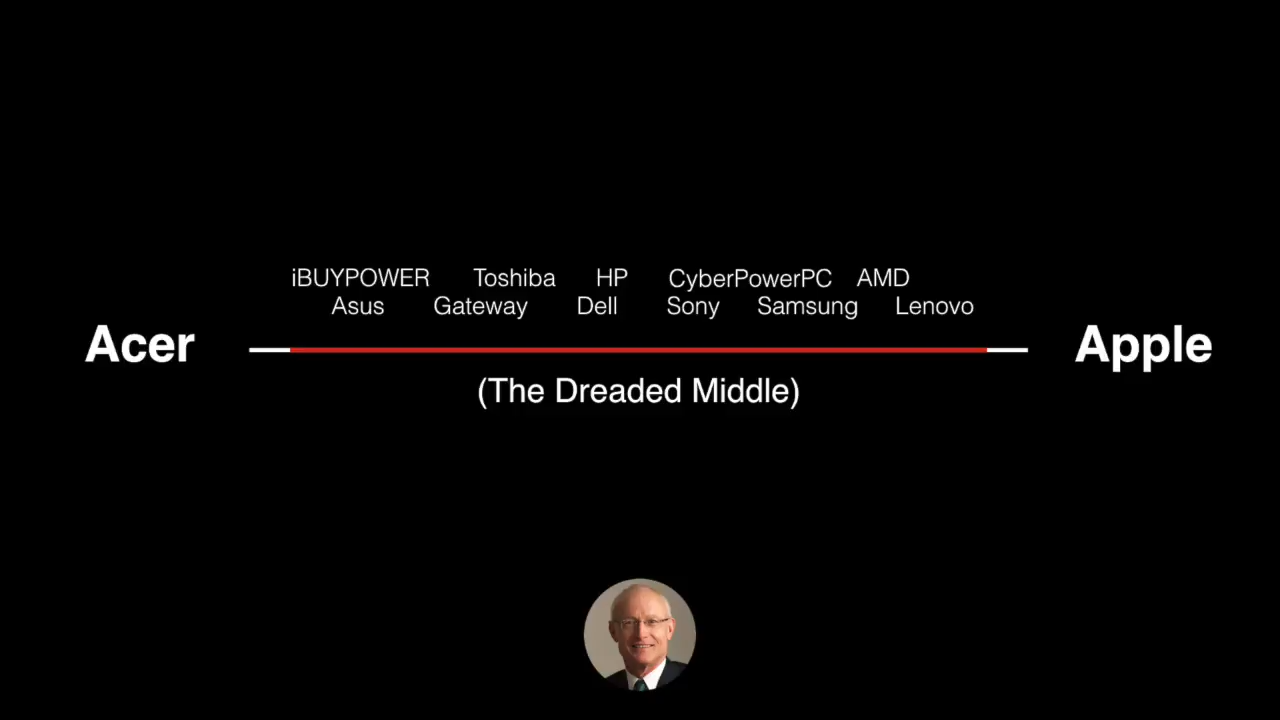 iBUYPOWER Toshiba HP CyberPowerPC AMD
Asus Gateway Dell Sony Samsung Lenovo
Acer Apple
(The Dreaded Middle)